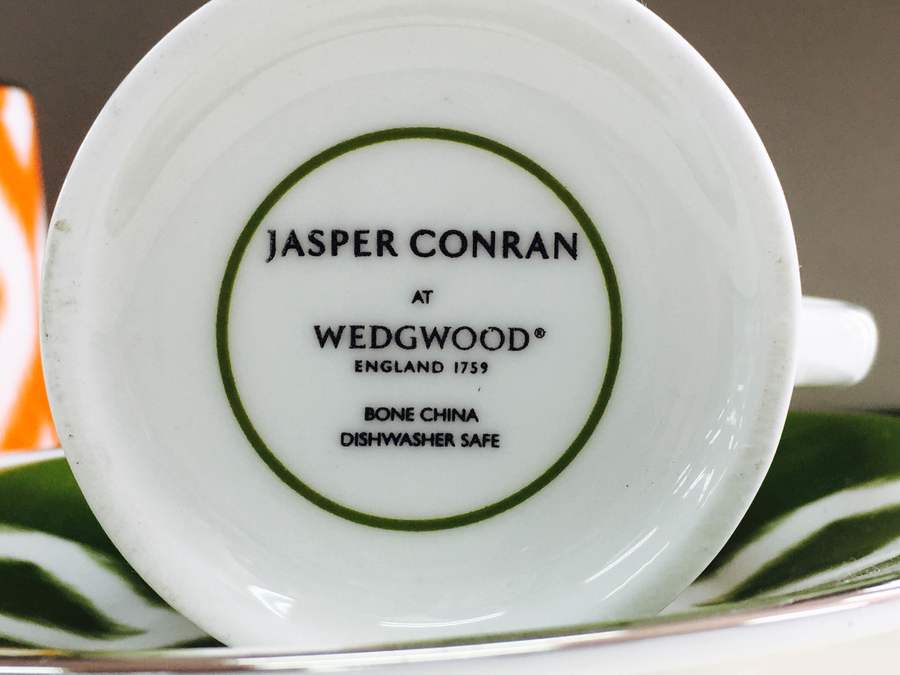 JASPER CONRAN
AT
WEDGWOOD®
ENGLAND 1759
BONE CHINA
DISHWASHER SAFE